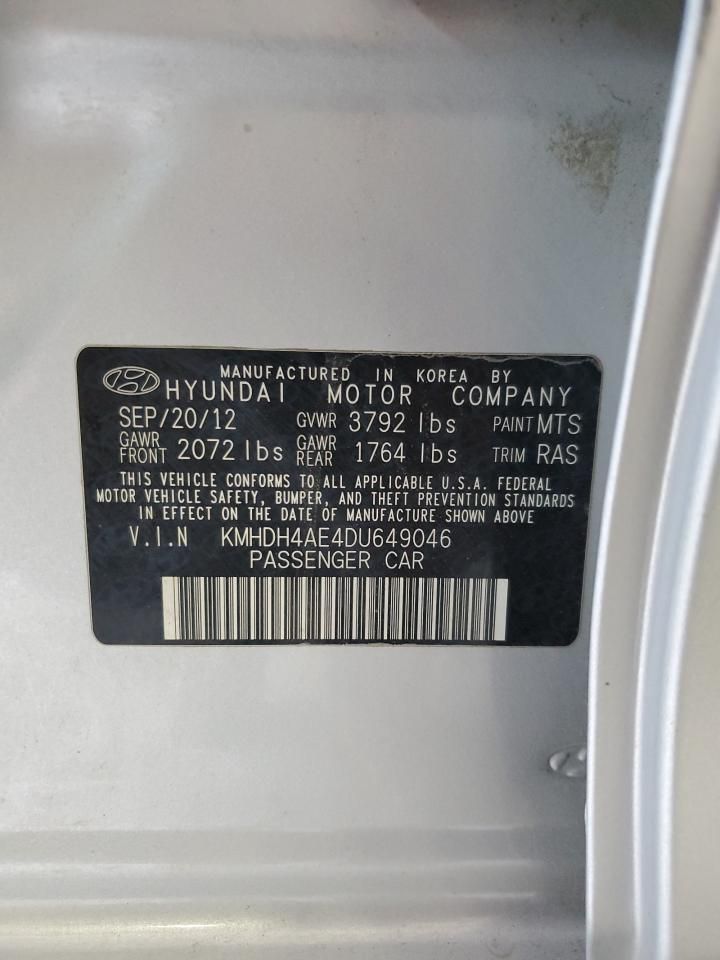 MANUFACTURED IN KOREA BY
HYUNDAI MOTOR COMPANY
SEP/20/12 GVWR 3792 lbs PAINT MTS
GAWR FRONT 2072 lbs GAWR REAR 1764 lbs TRIM RAS
THIS VEHICLE CONFORMS TO ALL APPLICABLE U.S.A. FEDERAL
MOTOR VEHICLE SAFETY, BUMPER, AND THEFT PREVENTION STANDARDS
IN EFFECT ON THE DATE OF MANUFACTURE SHOWN ABOVE
V.I.N KMHDH4AE4DU649046
PASSENGER CAR